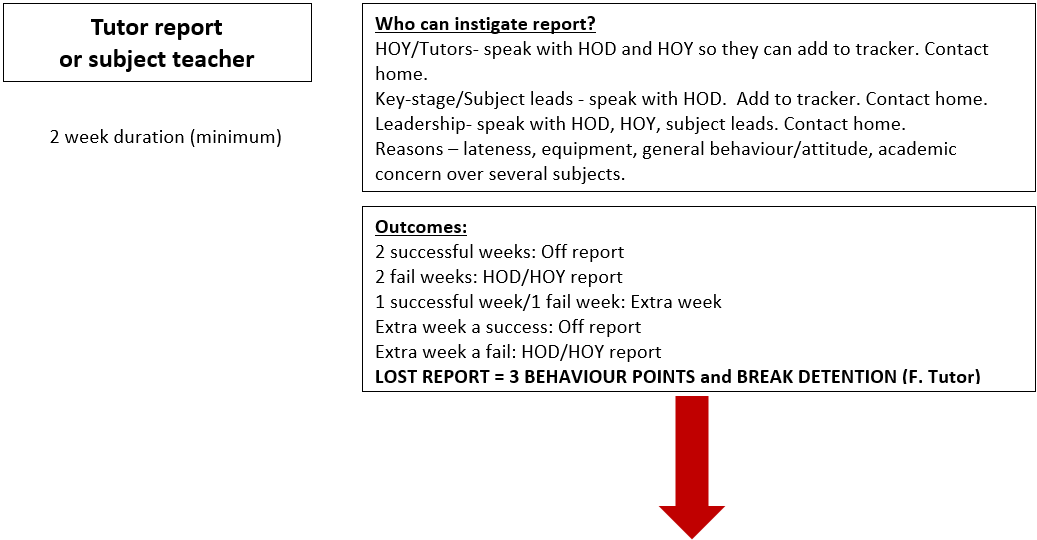 Tutor report
or subject teacher
2 week duration (minimum)
Who can instigate report?
HOY/Tutors- speak with HOD and HOY so they can add to tracker. Contact
home.
Key-stage/Subject leads - speak with HOD.  Add to tracker. Contact home.
Leadership- speak with HOD, HOY, subject leads. Contact home.
Reasons – lateness, equipment, general behaviour/attitude, academic
concern over several subjects.
Outcomes:
2 successful weeks: Off report
2 fail weeks: HOD/HOY report
1 successful week/1 fail week: Extra week
Extra week a success: Off report
Extra week a fail: HOD/HOY report
LOST REPORT = 3 BEHAVIOUR POINTS and BREAK DETENTION (F. Tutor)